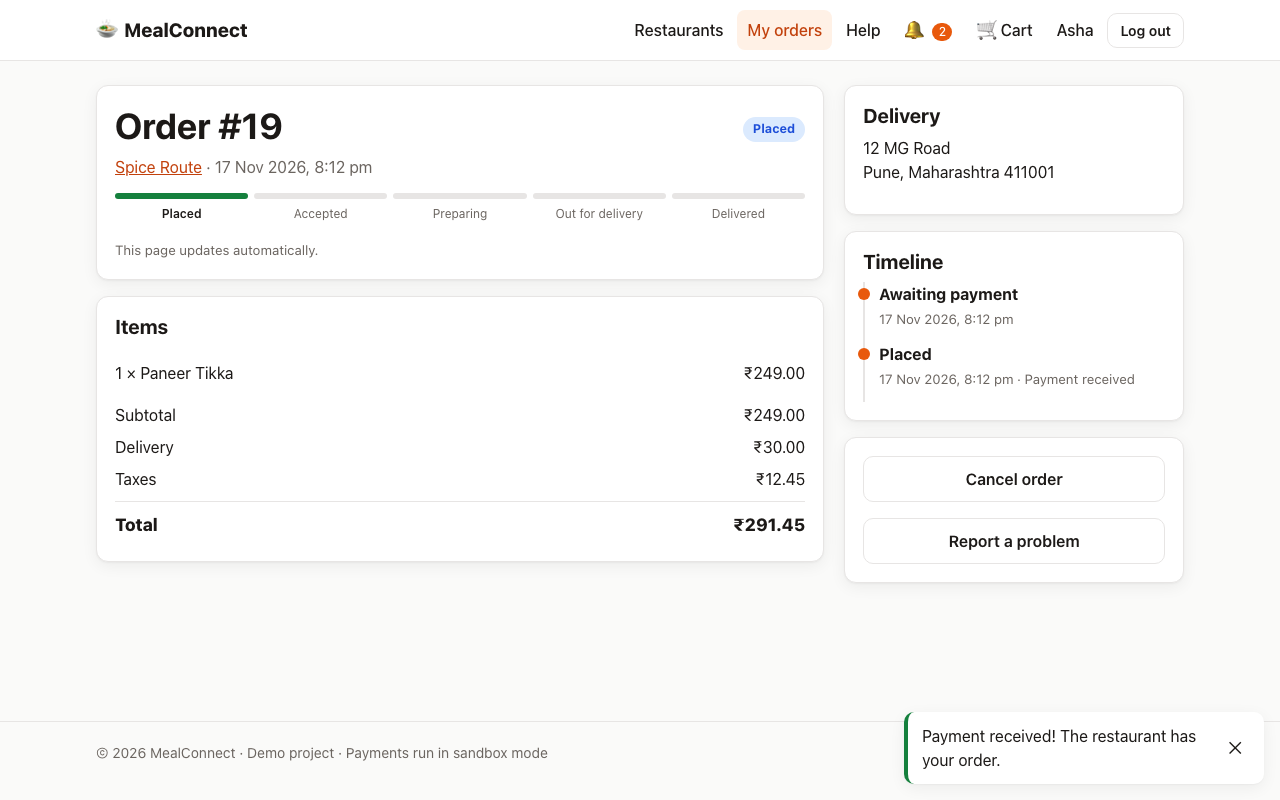 MealConnect
Restaurants
My orders
Help
2
Cart
Asha
Log out
Order #19
Placed
Spice Route · 17 Nov 2026, 8:12 pm
Placed
Accepted
Preparing
Out for delivery
Delivered
This page updates automatically.
Items
1 × Paneer Tikka ₹249.00
Subtotal ₹249.00
Delivery ₹30.00
Taxes ₹12.45
Total ₹291.45
Delivery
12 MG Road
Pune, Maharashtra 411001
Timeline
Awaiting payment
17 Nov 2026, 8:12 pm
Placed
17 Nov 2026, 8:12 pm · Payment received
Cancel order
Report a problem
© 2026 MealConnect · Demo project · Payments run in sandbox mode
Payment received! The restaurant has
your order.